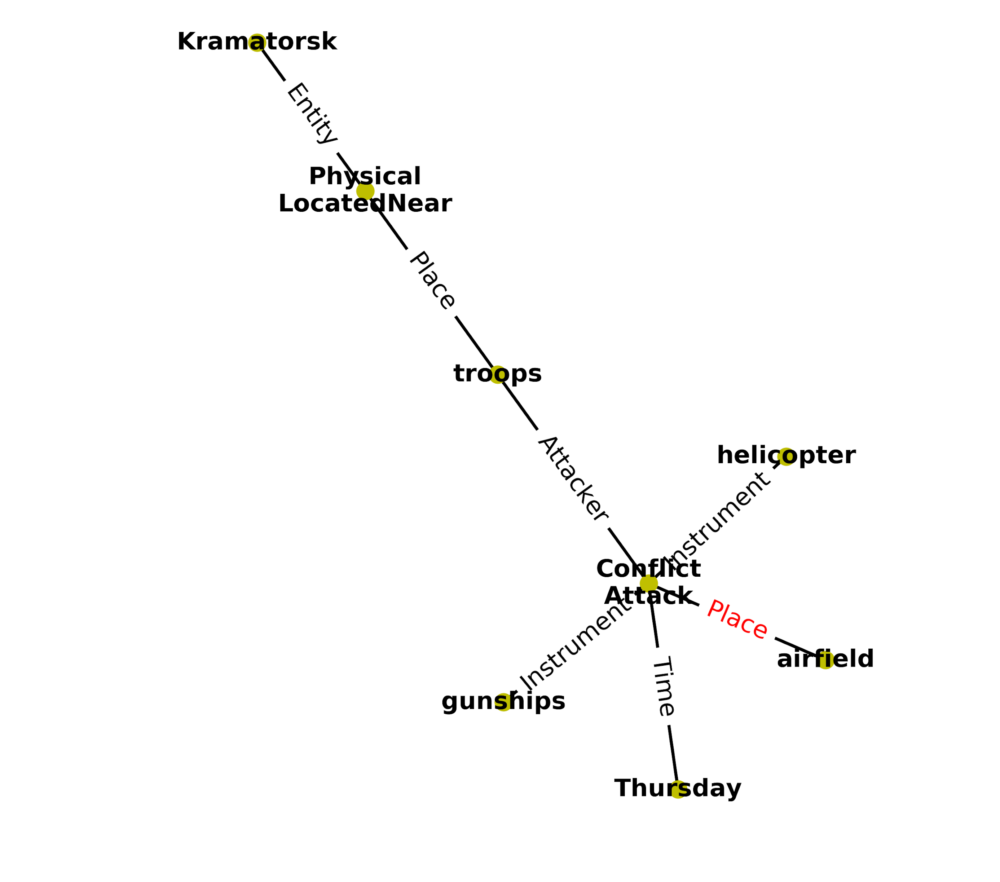 Kramatorsk
Entity
Physical
LocatedNear
Place
troops
Attacker
helicopter
Instrument
Conflict
Attack
Place
Instrument
airfield
Time
gunships
Thursday